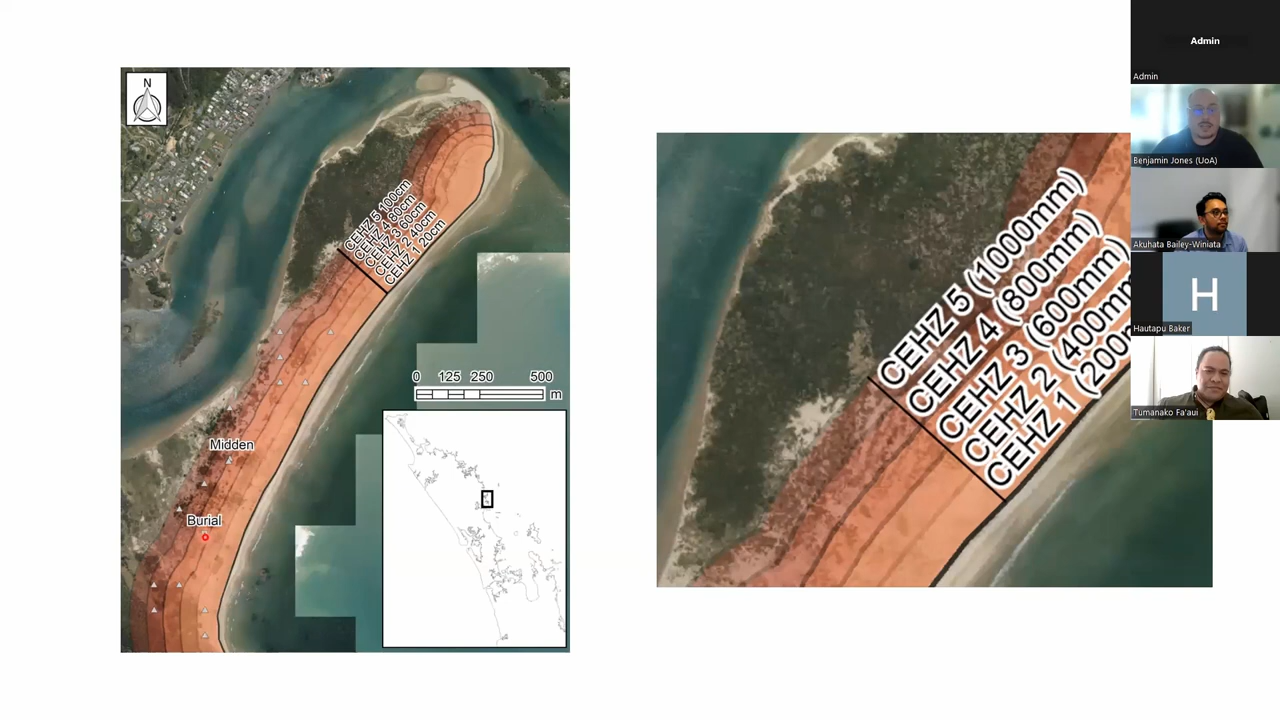 N
CEHZ 5 100cm
CEHZ 4 80cm
CEHZ 3 60cm
CEHZ 2 40cm
CEHZ 1 20cm
0 125 250 500
m
Midden
Burial
CEHZ 5 (1000mm)
CEHZ 4 (800mm)
CEHZ 3 (600mm)
CEHZ 2 (400mm
CEHZ 1 (200
Admin
Admin
Benjamin Jones (UoA)
Akuhata Bailey-Winiata
H
Hautapu Baker
Tumanako Fa'aui